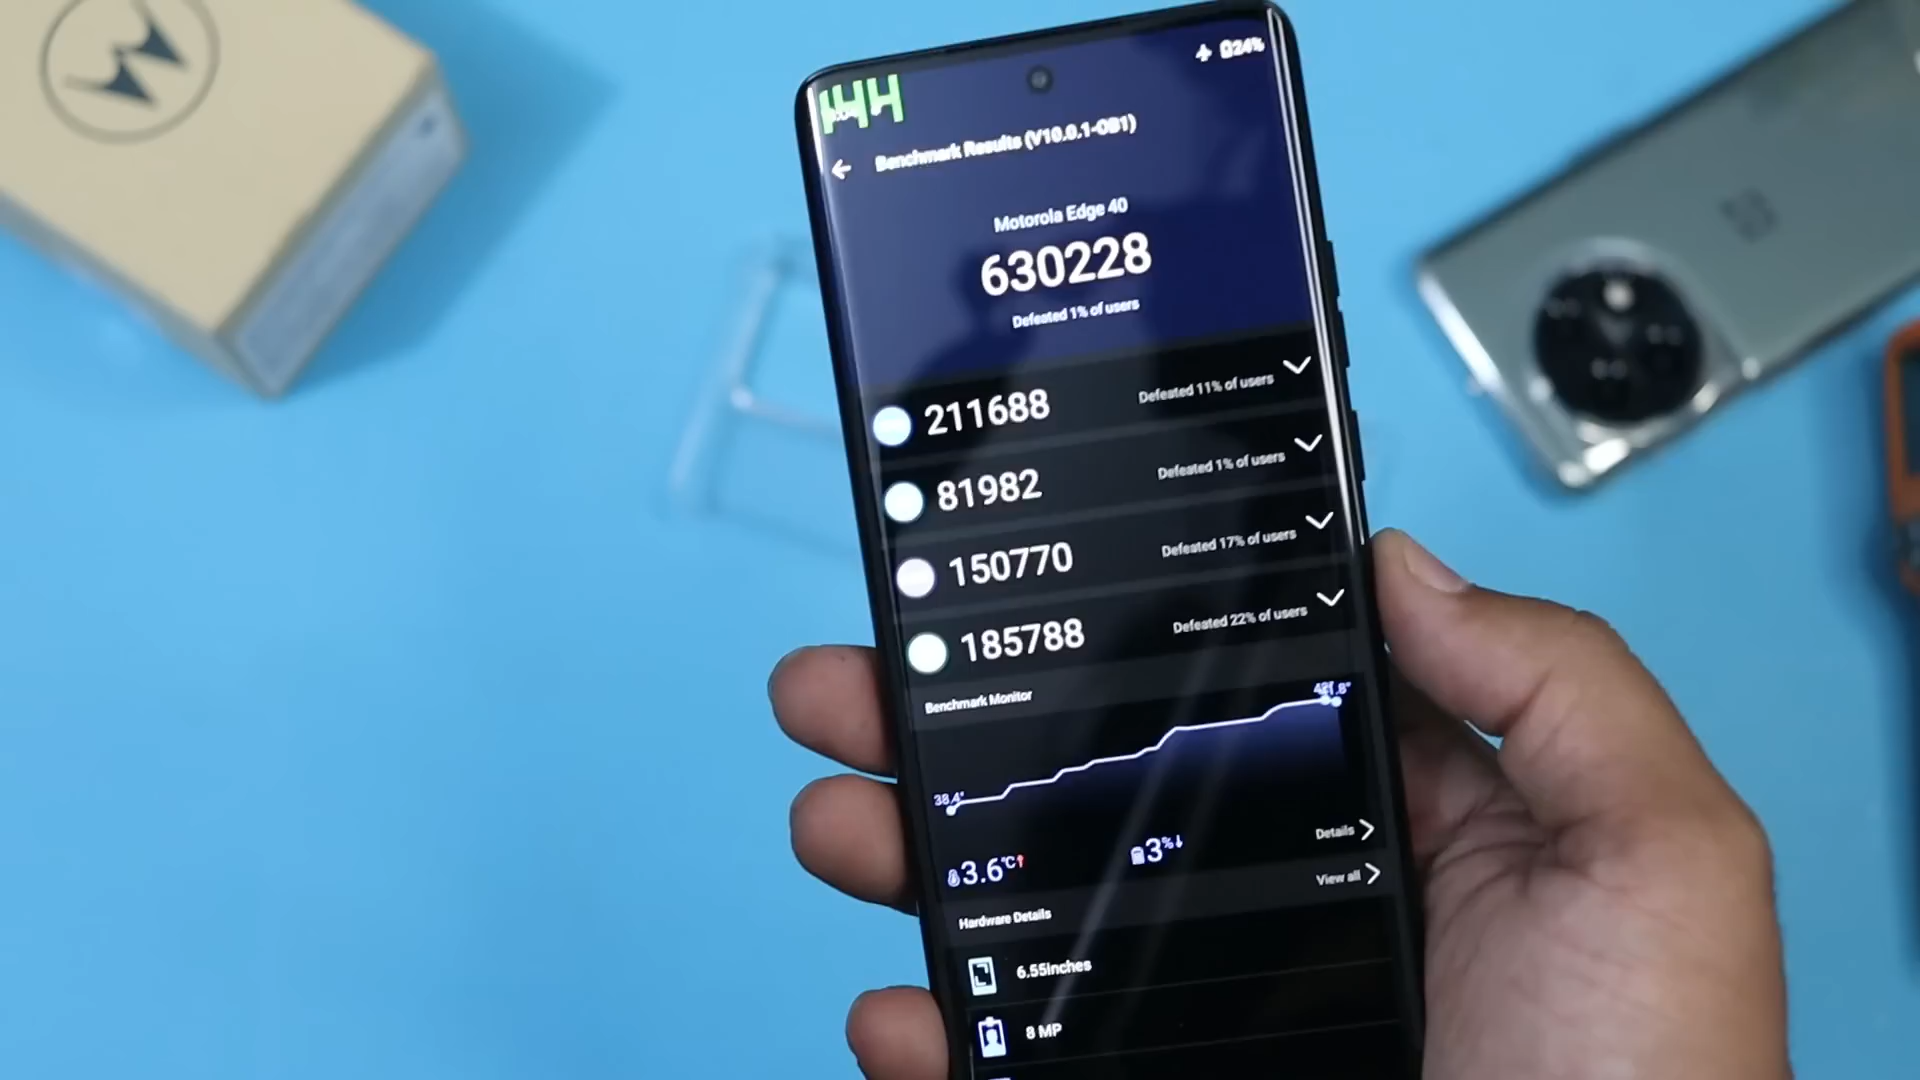 24%
144
Benchmark Results (V10.0.1-OB1)
Motorola Edge 40
630228
Defeated 1% of users
211688 Defeated 11% of users
81982 Defeated 1% of users
150770 Defeated 17% of users
185788 Defeated 22% of users
Benchmark Monitor
38.4°
3.6°C 3%
Details
View all
Hardware Details
6.55inches
8 MP